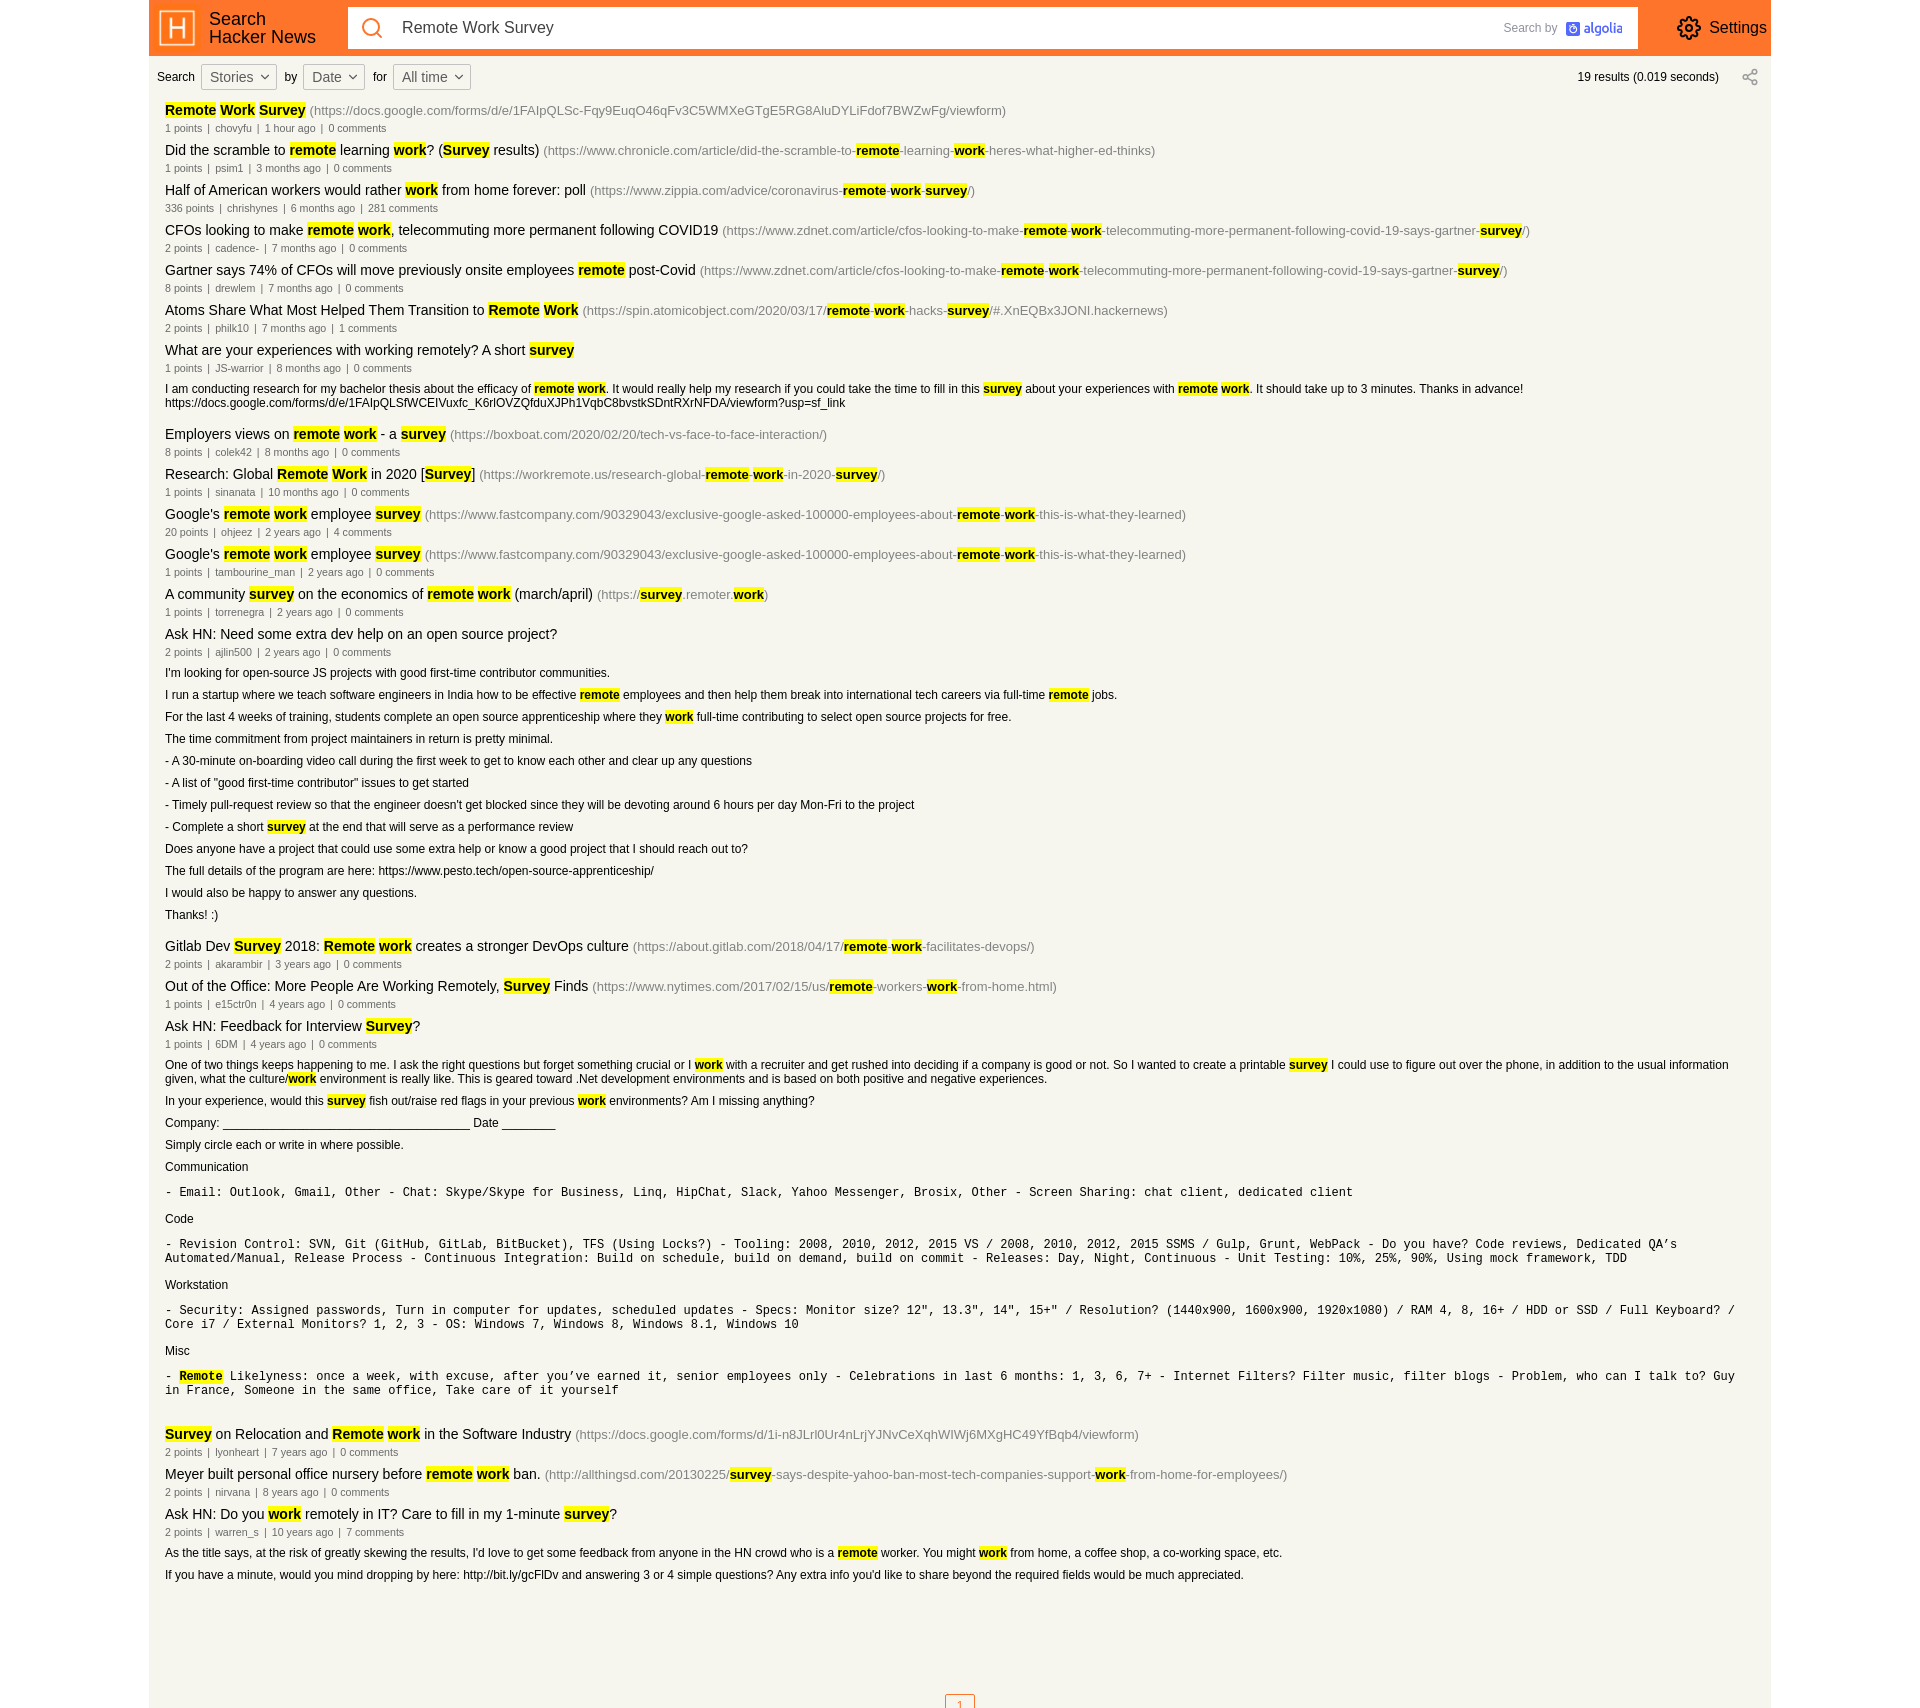 Search
Hacker News
Remote Work Survey
Search by algolia
Settings
Search Stories by Date for All time
19 results (0.019 seconds)
Remote Work Survey (https://docs.google.com/forms/d/e/1FAIpQLSc-Fqy9EuqO46qFv3C5WMXeGTgE5RG8AluDYLiFdof7BWZwFg/viewform)
1 points | chovyfu | 1 hour ago | 0 comments
Did the scramble to remote learning work? (Survey results) (https://www.chronicle.com/article/did-the-scramble-to-remote-learning-work-heres-what-higher-ed-thinks)
1 points | psim1 | 3 months ago | 0 comments
Half of American workers would rather work from home forever: poll (https://www.zippia.com/advice/coronavirus-remote-work-survey/)
336 points | chrishynes | 6 months ago | 281 comments
CFOs looking to make remote work, telecommuting more permanent following COVID19 (https://www.zdnet.com/article/cfos-looking-to-make-remote-work-telecommuting-more-permanent-following-covid-19-says-gartner-survey/)
2 points | cadence- | 7 months ago | 0 comments
Gartner says 74% of CFOs will move previously onsite employees remote post-Covid (https://www.zdnet.com/article/cfos-looking-to-make-remote-work-telecommuting-more-permanent-following-covid-19-says-gartner-survey/)
8 points | drewlem | 7 months ago | 0 comments
Atoms Share What Most Helped Them Transition to Remote Work (https://spin.atomicobject.com/2020/03/17/remote-work-hacks-survey/#.XnEQBx3JONI.hackernews)
2 points | philk10 | 7 months ago | 1 comments
What are your experiences with working remotely? A short survey
1 points | JS-warrior | 8 months ago | 0 comments
I am conducting research for my bachelor thesis about the efficacy of remote work. It would really help my research if you could take the time to fill in this survey about your experiences with remote work. It should take up to 3 minutes. Thanks in advance!
https://docs.google.com/forms/d/e/1FAIpQLSfWCEIVuxfc_K6rlOVZQfduXJPh1VqbC8bvstkSDntRXrNFDA/viewform?usp=sf_link
Employers views on remote work - a survey (https://boxboat.com/2020/02/20/tech-vs-face-to-face-interaction/)
8 points | colek42 | 8 months ago | 0 comments
Research: Global Remote Work in 2020 [Survey] (https://workremote.us/research-global-remote-work-in-2020-survey/)
1 points | sinanata | 10 months ago | 0 comments
Google's remote work employee survey (https://www.fastcompany.com/90329043/exclusive-google-asked-100000-employees-about-remote-work-this-is-what-they-learned)
20 points | ohjeez | 2 years ago | 4 comments
Google's remote work employee survey (https://www.fastcompany.com/90329043/exclusive-google-asked-100000-employees-about-remote-work-this-is-what-they-learned)
1 points | tambourine_man | 2 years ago | 0 comments
A community survey on the economics of remote work (march/april) (https://survey.remoter.work)
1 points | torrenegra | 2 years ago | 0 comments
Ask HN: Need some extra dev help on an open source project?
2 points | ajlin500 | 2 years ago | 0 comments
I'm looking for open-source JS projects with good first-time contributor communities.
I run a startup where we teach software engineers in India how to be effective remote employees and then help them break into international tech careers via full-time remote jobs.
For the last 4 weeks of training, students complete an open source apprenticeship where they work full-time contributing to select open source projects for free.
The time commitment from project maintainers in return is pretty minimal.
- A 30-minute on-boarding video call during the first week to get to know each other and clear up any questions
- A list of "good first-time contributor" issues to get started
- Timely pull-request review so that the engineer doesn't get blocked since they will be devoting around 6 hours per day Mon-Fri to the project
- Complete a short survey at the end that will serve as a performance review
Does anyone have a project that could use some extra help or know a good project that I should reach out to?
The full details of the program are here: https://www.pesto.tech/open-source-apprenticeship/
I would also be happy to answer any questions.
Thanks! :)
Gitlab Dev Survey 2018: Remote work creates a stronger DevOps culture (https://about.gitlab.com/2018/04/17/remote-work-facilitates-devops/)
2 points | akarambir | 3 years ago | 0 comments
Out of the Office: More People Are Working Remotely, Survey Finds (https://www.nytimes.com/2017/02/15/us/remote-workers-work-from-home.html)
1 points | e15ctr0n | 4 years ago | 0 comments
Ask HN: Feedback for Interview Survey?
1 points | 6DM | 4 years ago | 0 comments
One of two things keeps happening to me. I ask the right questions but forget something crucial or I work with a recruiter and get rushed into deciding if a company is good or not. So I wanted to create a printable survey I could use to figure out over the phone, in addition to the usual information
given, what the culture/work environment is really like. This is geared toward .Net development environments and is based on both positive and negative experiences.
In your experience, would this survey fish out/raise red flags in your previous work environments? Am I missing anything?
Company: _____________________________________ Date ________
Simply circle each or write in where possible.
Communication
- Email: Outlook, Gmail, Other - Chat: Skype/Skype for Business, Linq, HipChat, Slack, Yahoo Messenger, Brosix, Other - Screen Sharing: chat client, dedicated client
Code
- Revision Control: SVN, Git (GitHub, GitLab, BitBucket), TFS (Using Locks?) - Tooling: 2008, 2010, 2012, 2015 VS / 2008, 2010, 2012, 2015 SSMS / Gulp, Grunt, WebPack - Do you have? Code reviews, Dedicated QA’s
Automated/Manual, Release Process - Continuous Integration: Build on schedule, build on demand, build on commit - Releases: Day, Night, Continuous - Unit Testing: 10%, 25%, 90%, Using mock framework, TDD
Workstation
- Security: Assigned passwords, Turn in computer for updates, scheduled updates - Specs: Monitor size? 12", 13.3", 14", 15+" / Resolution? (1440x900, 1600x900, 1920x1080) / RAM 4, 8, 16+ / HDD or SSD / Full Keyboard? /
Core i7 / External Monitors? 1, 2, 3 - OS: Windows 7, Windows 8, Windows 8.1, Windows 10
Misc
- Remote Likelyness: once a week, with excuse, after you’ve earned it, senior employees only - Celebrations in last 6 months: 1, 3, 6, 7+ - Internet Filters? Filter music, filter blogs - Problem, who can I talk to? Guy
in France, Someone in the same office, Take care of it yourself
Survey on Relocation and Remote work in the Software Industry (https://docs.google.com/forms/d/1i-n8JLrl0Ur4nLrjYJNvCeXqhWIWj6MXgHC49YfBqb4/viewform)
2 points | lyonheart | 7 years ago | 0 comments
Meyer built personal office nursery before remote work ban. (http://allthingsd.com/20130225/survey-says-despite-yahoo-ban-most-tech-companies-support-work-from-home-for-employees/)
2 points | nirvana | 8 years ago | 0 comments
Ask HN: Do you work remotely in IT? Care to fill in my 1-minute survey?
2 points | warren_s | 10 years ago | 7 comments
As the title says, at the risk of greatly skewing the results, I'd love to get some feedback from anyone in the HN crowd who is a remote worker. You might work from home, a coffee shop, a co-working space, etc.
If you have a minute, would you mind dropping by here: http://bit.ly/gcFlDv and answering 3 or 4 simple questions? Any extra info you'd like to share beyond the required fields would be much appreciated.
1